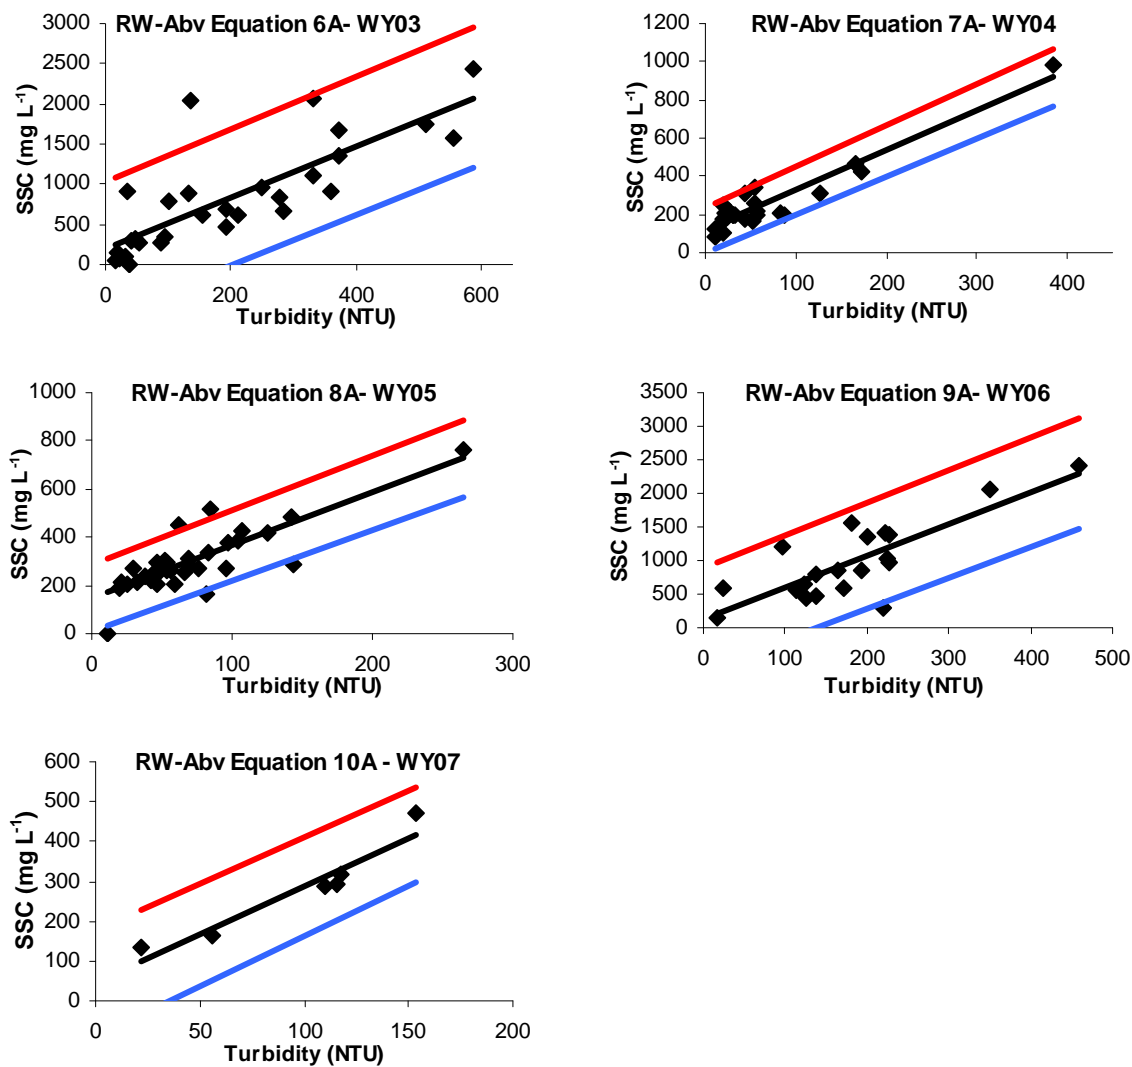 RW-Abv Equation 6A- WY03
SSC (mg L-1)
3000
2500
2000
1500
1000
500
0
0 200 400 600
Turbidity (NTU)
RW-Abv Equation 7A- WY04
SSC (mg L-1)
1200
1000
800
600
400
200
0
0 100 200 300 400
Turbidity (NTU)
RW-Abv Equation 8A- WY05
SSC (mg L-1)
1000
800
600
400
200
0
0 100 200 300
Turbidity (NTU)
RW-Abv Equation 9A- WY06
SSC (mg L-1)
3500
3000
2500
2000
1500
1000
500
0
0 100 200 300 400 500
Turbidity (NTU)
RW-Abv Equation 10A - WY07
SSC (mg L-1)
600
500
400
300
200
100
0
0 50 100 150 200
Turbidity (NTU)